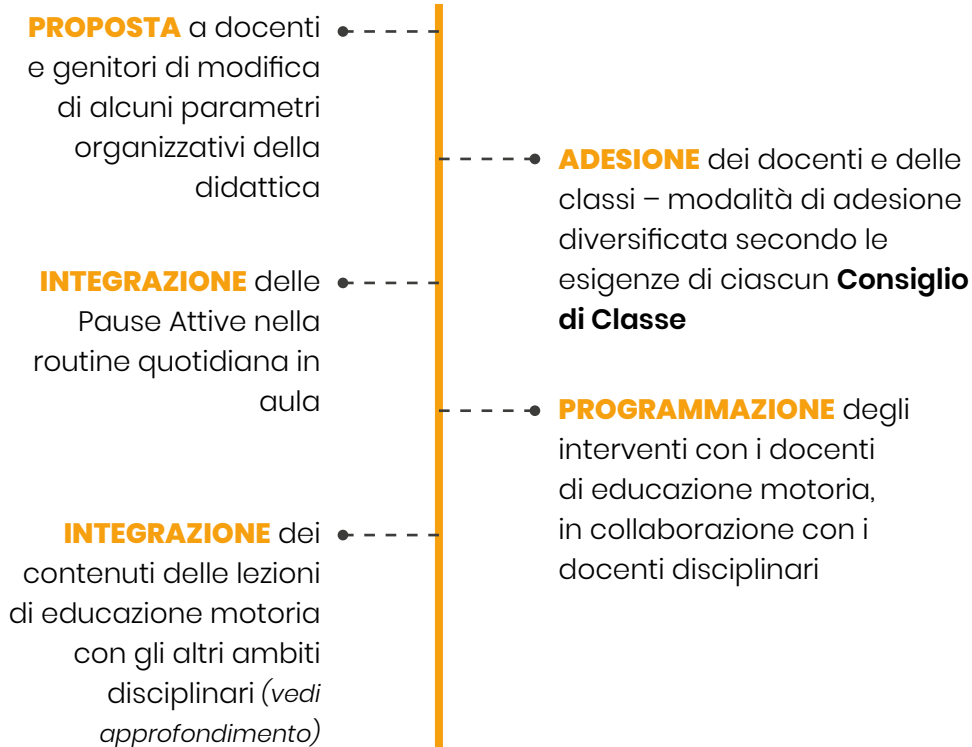 PROPOSTA a docenti
e genitori di modifica
di alcuni parametri
organizzativi della
didattica
ADESIONE dei docenti e delle
classi – modalità di adesione
diversificata secondo le
esigenze di ciascun Consiglio
di Classe
INTEGRAZIONE delle
Pause Attive nella
routine quotidiana in
aula
PROGRAMMAZIONE degli
interventi con i docenti
di educazione motoria,
in collaborazione con i
docenti disciplinari
INTEGRAZIONE dei
contenuti delle lezioni
di educazione motoria
con gli altri ambiti
disciplinari (vedi
approfondimento)